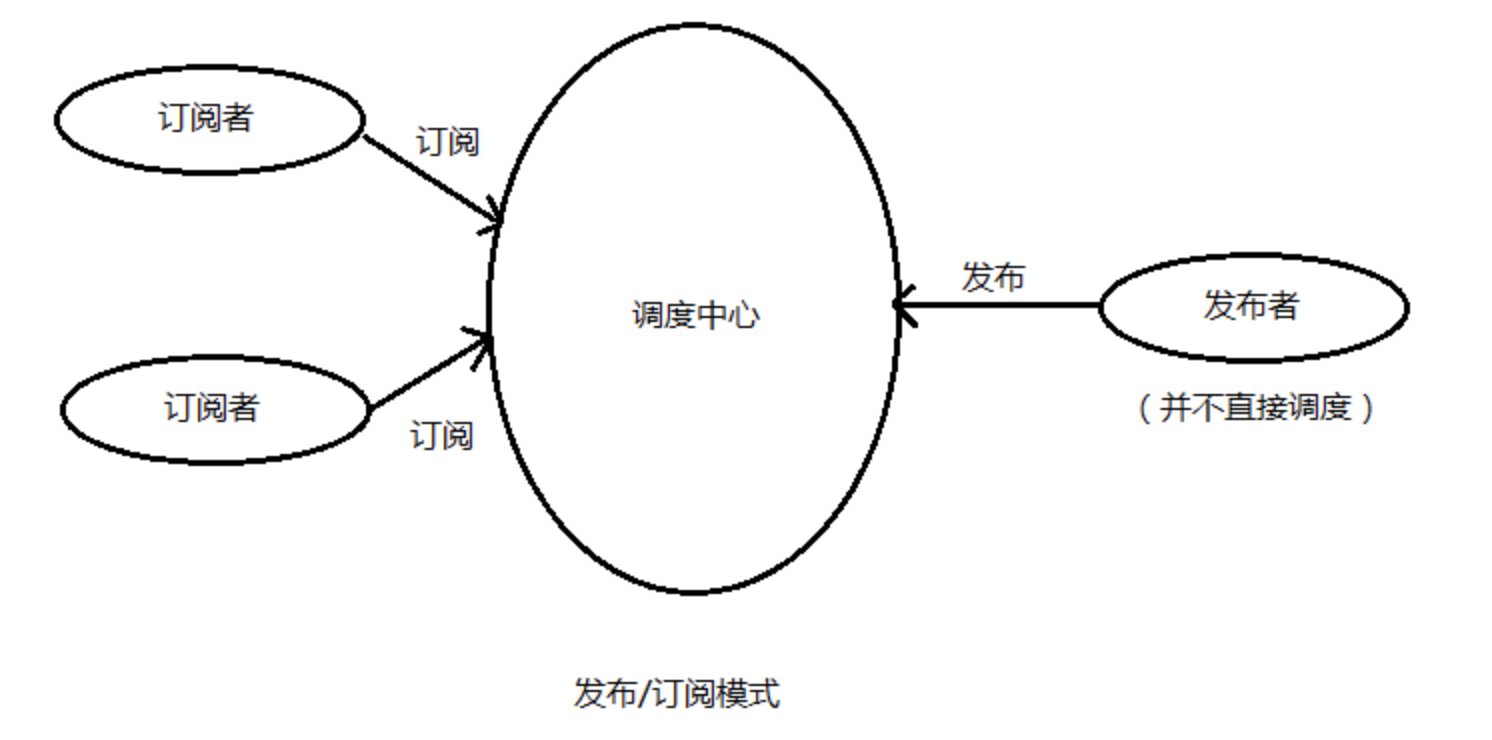 订阅者
订阅
调度中心
发布
发布者
（并不直接调度）
订阅者
订阅
发布/订阅模式